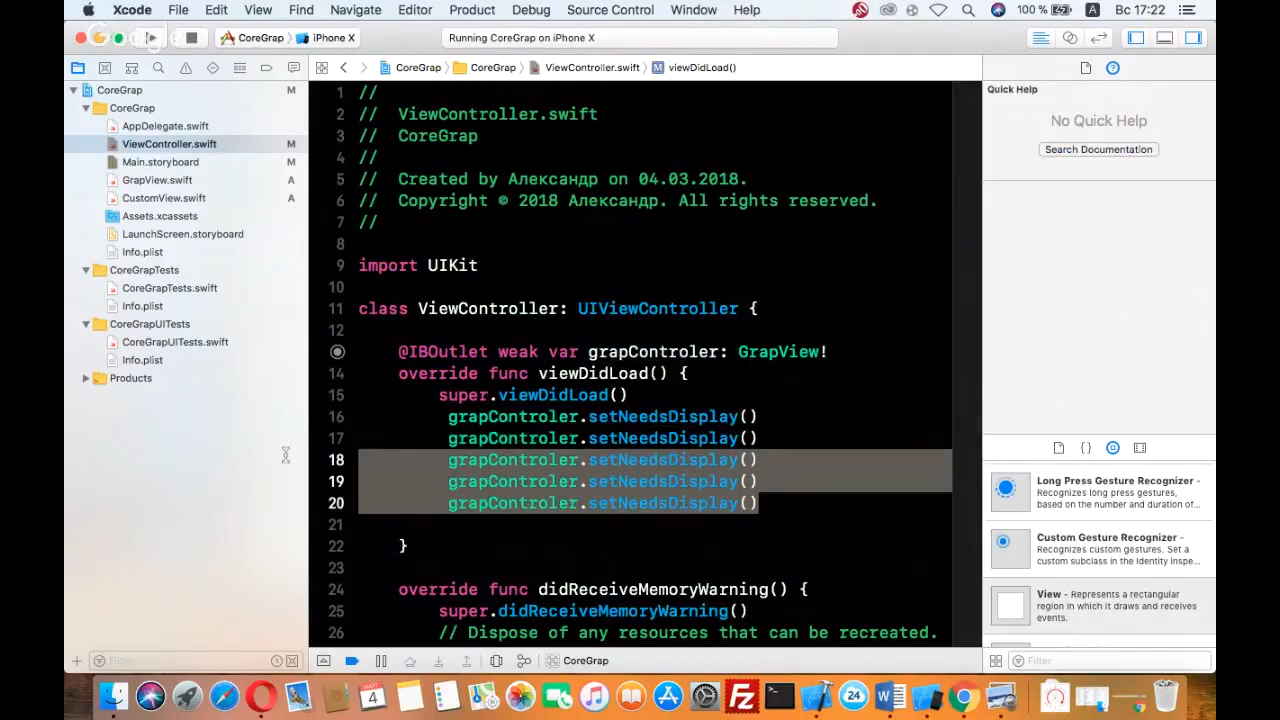 Xcode File Edit View Find Navigate Editor Product Debug Source Control Window Help 100 % A Вс 17:22
CoreGrap iPhone X Running CoreGrap on iPhone X
CoreGrap CoreGrap ViewController.swift M viewDidLoad()
CoreGrap M
CoreGrap
AppDelegate.swift
ViewController.swift M
Main.storyboard M
GrapView.swift A
CustomView.swift A
Assets.xcassets
LaunchScreen.storyboard
Info.plist
CoreGrapTests
CoreGrapTests.swift
Info.plist
CoreGrapUITests
CoreGrapUITests.swift
Info.plist
Products
Filter
1 //
2 // ViewController.swift
3 // CoreGrap
4 //
5 // Created by Александр on 04.03.2018.
6 // Copyright © 2018 Александр. All rights reserved.
7 //
8
9 import UIKit
10
11 class ViewController: UIViewController {
12
@IBOutlet weak var grapControler: GrapView!
14 override func viewDidLoad() {
15 super.viewDidLoad()
16 grapControler.setNeedsDisplay()
17 grapControler.setNeedsDisplay()
18 grapControler.setNeedsDisplay()
19 grapControler.setNeedsDisplay()
20 grapControler.setNeedsDisplay()
21
22 }
23
24 override func didReceiveMemoryWarning() {
25 super.didReceiveMemoryWarning()
26 // Dispose of any resources that can be recreated.
CoreGrap
Quick Help
No Quick Help
Search Documentation
{ }
Long Press Gesture Recognizer -
Recognizes long press gestures,
based on the number and duration of...
Custom Gesture Recognizer -
Recognizes custom gestures. Set a
custom subclass in the identity inspe...
View - Represents a rectangular
region in which it draws and receives
events.
Filter
МАРТ
4
FZ
24
W